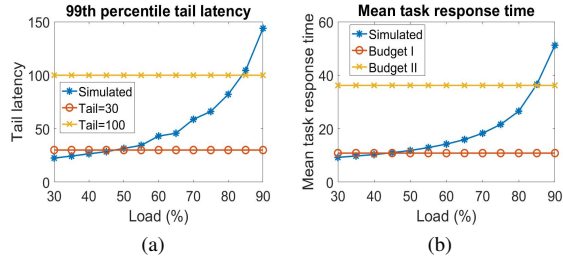 99th percentile tail latency
150
100
50
0
Tail latency
Simulated
Tail=30
Tail=100
30 40 50 60 70 80 90
Load (%)
(a)
Mean task response time
60
40
20
0
Mean task response time
Simulated
Budget I
Budget II
30 40 50 60 70 80 90
Load (%)
(b)